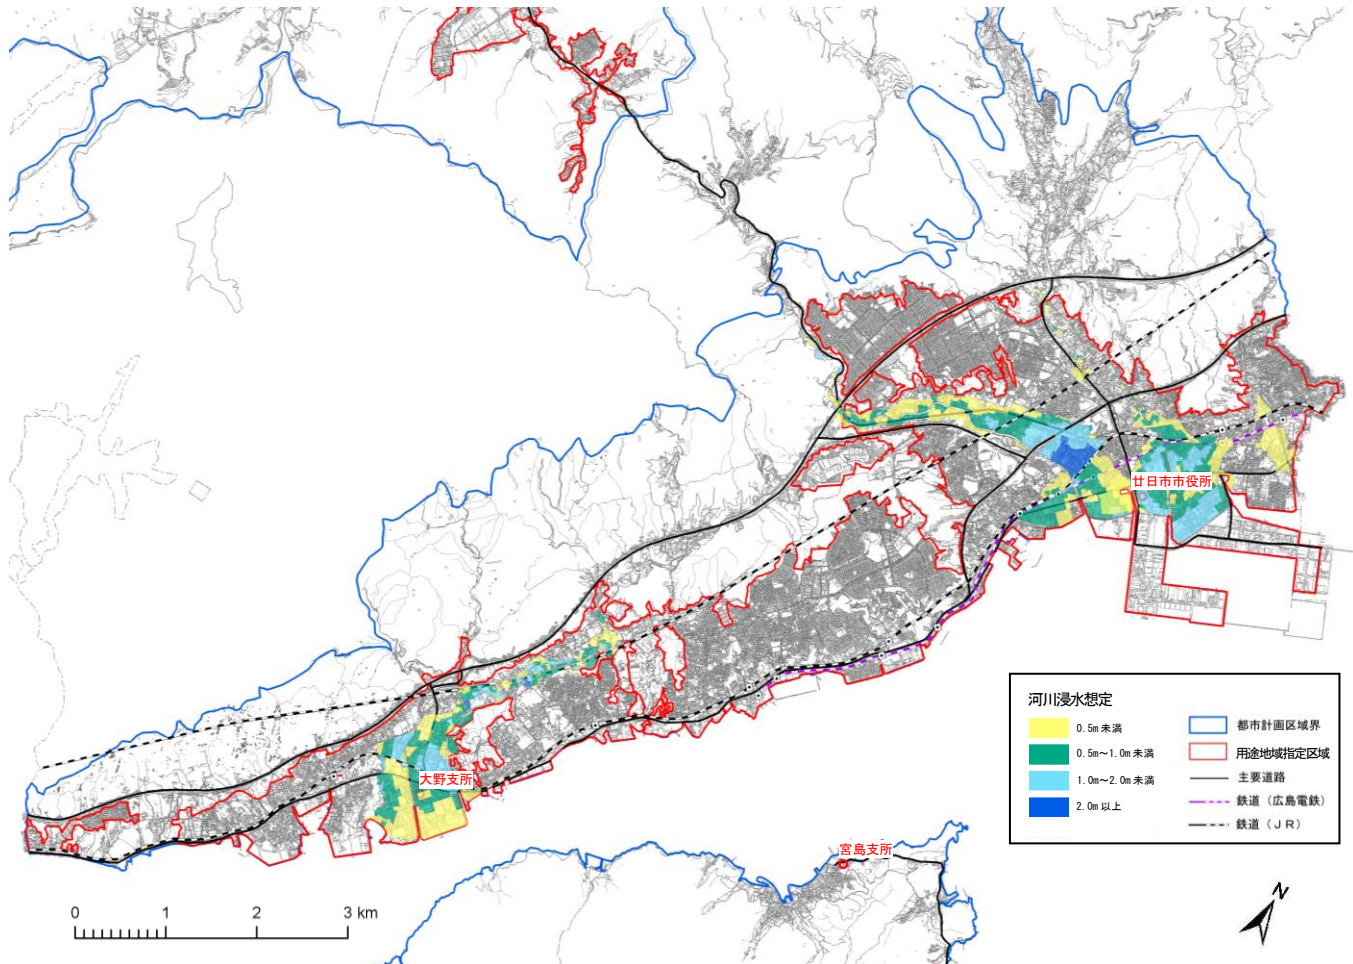 廿日市市役所
大野支所
宮島支所
河川浸水想定
0.5m未満
0.5m～1.0m未満
1.0m～2.0m未満
2.0m以上
都市計画区域界
用途地域指定区域
主要道路
鉄道（広島電鉄）
鉄道（ＪＲ）
0 1 2 3 km
N